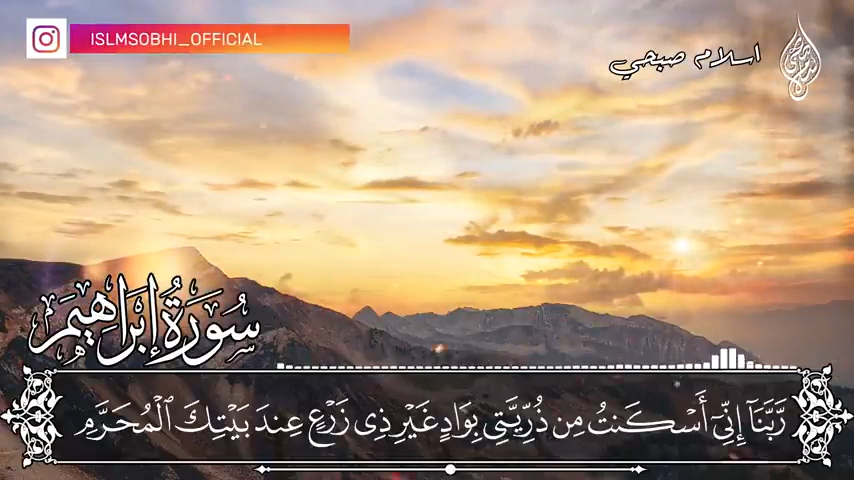 ISLMSOBHI_OFFICIAL
اسلام صبحي
سُورَةُ إِبْرَاهِيمَ
رَّبَّنَآ إِنِّىٓ أَسْكَنتُ مِن ذُرِّيَّتِى بِوَادٍ غَيْرِ ذِى زَرْعٍ عِندَ بَيْتِكَ ٱلْمُحَرَّمِ